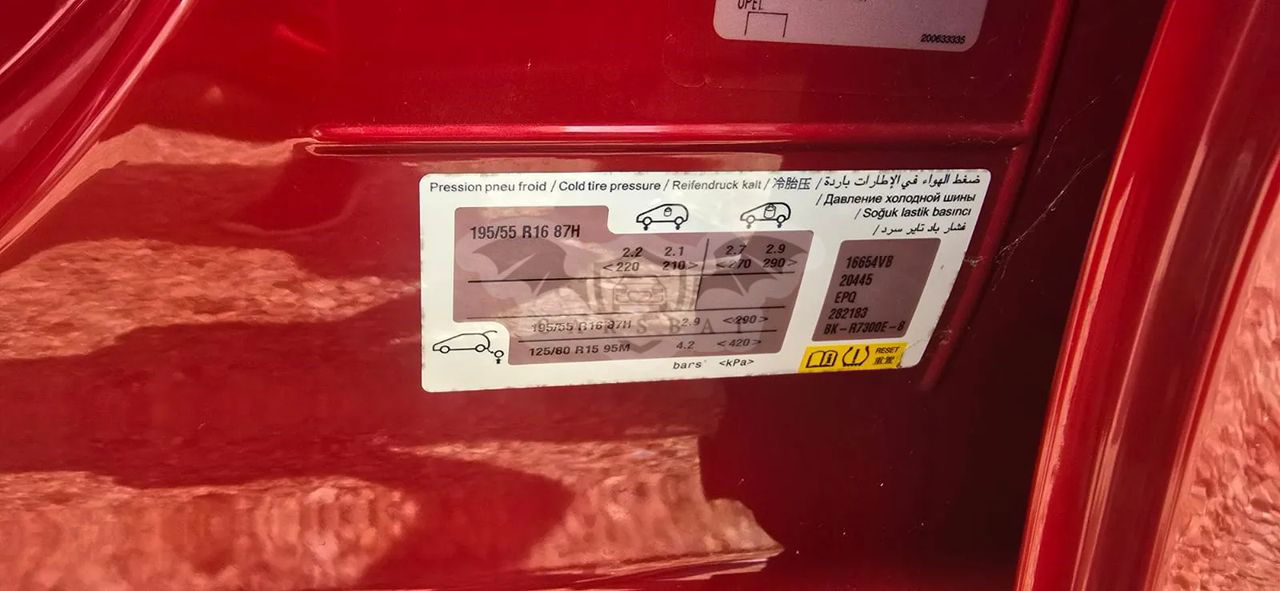 OPEL
200633335
Pression pneu froid / Cold tire pressure / Reifendruck kalt / 冷胎压 / ضغط الهواء في الإطارات باردة
/ Давление холодной шины
/ Soğuk lastik basıncı
/ فشار باد تایر سرد
195/55 R16 87H
2.2 2.1 2.7 2.9
<220 210> <270 290>
195/55 R16 87H 2.9 <290>
125/80 R15 95M 4.2 <420>
bars <kPa>
16654VB
20445
EPQ
282183
BK-R7300E-8
RESET
重置